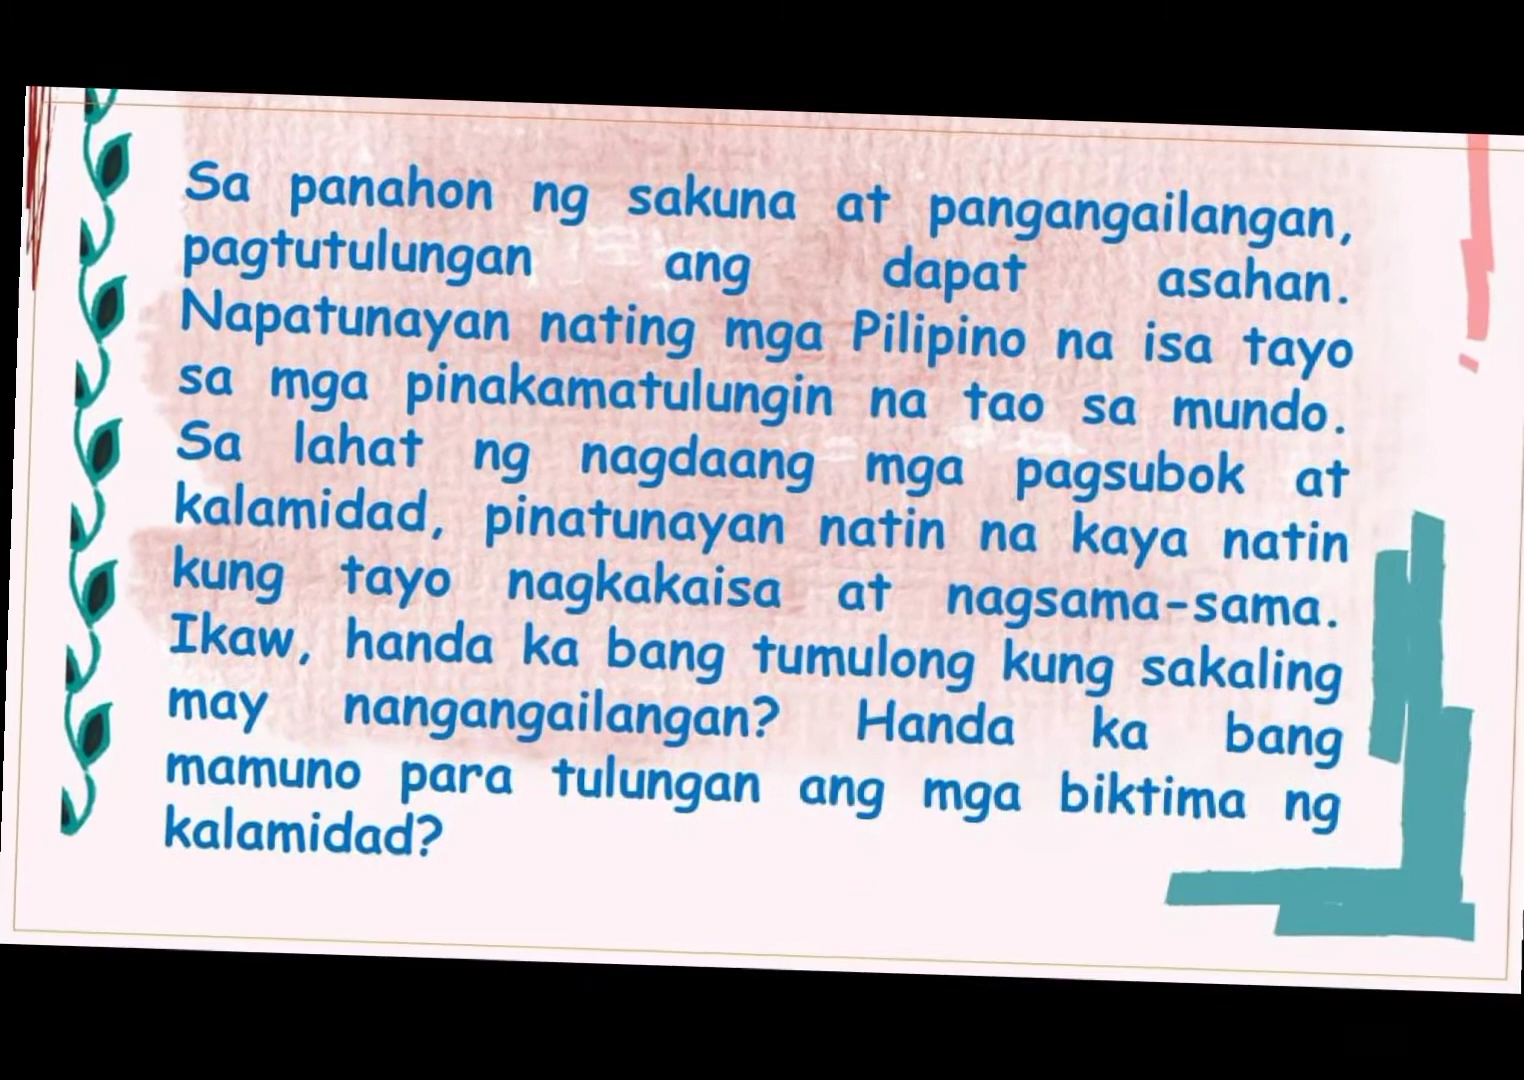 Sa panahon ng sakuna at pangangailangan,
pagtutulungan ang dapat asahan.
Napatunayan nating mga Pilipino na isa tayo
sa mga pinakamatulungin na tao sa mundo.
Sa lahat ng nagdaang mga pagsubok at
kalamidad, pinatunayan natin na kaya natin
kung tayo nagkakaisa at nagsama-sama.
Ikaw, handa ka bang tumulong kung sakaling
may nangangailangan? Handa ka bang
mamuno para tulungan ang mga biktima ng
kalamidad?